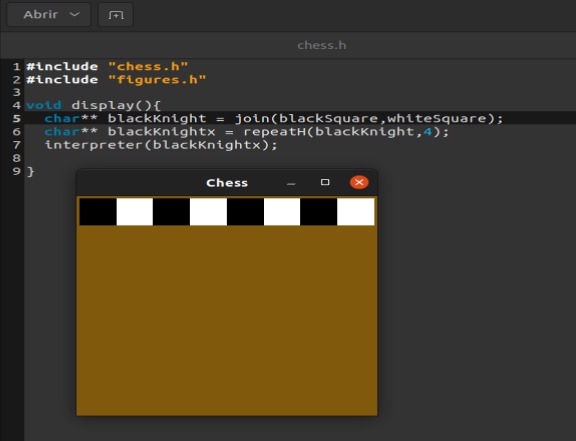 Abrir
chess.h
1 #include "chess.h"
2 #include "figures.h"
3
4 void display(){
5 char** blackKnight = join(blackSquare,whiteSquare);
6 char** blackKnightx = repeatH(blackKnight,4);
7 interpreter(blackKnightx);
8
9 }
Chess